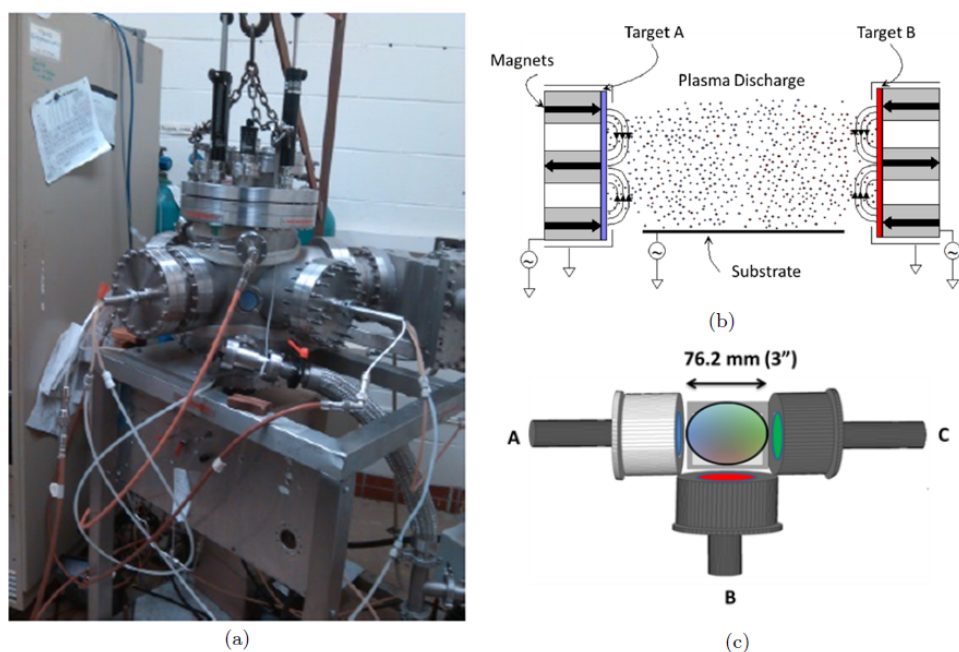 Target A
Target B
Magnets
Plasma Discharge
Substrate
(b)
76.2 mm (3")
A
C
B
(a)
(c)